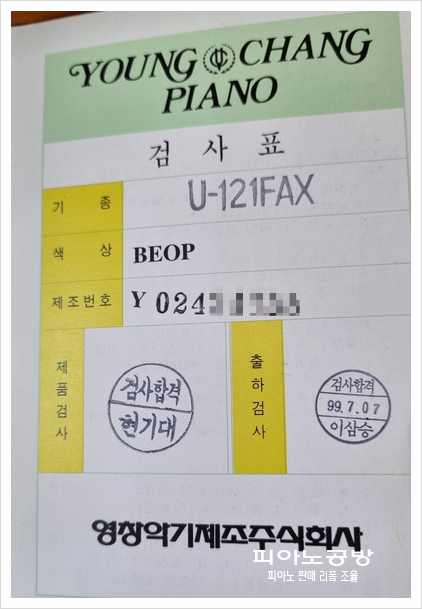 YOUNG CHANG
PIANO
검 사 표
기 종
U-121FAX
색 상
BEOP
제조번호
Y 024
제품검사
검사합격
현기대
출하검사
검사합격
99.7.07
이삼승
영창악기제조주식회사
피아노공방
피아노 판매 리폼 조율